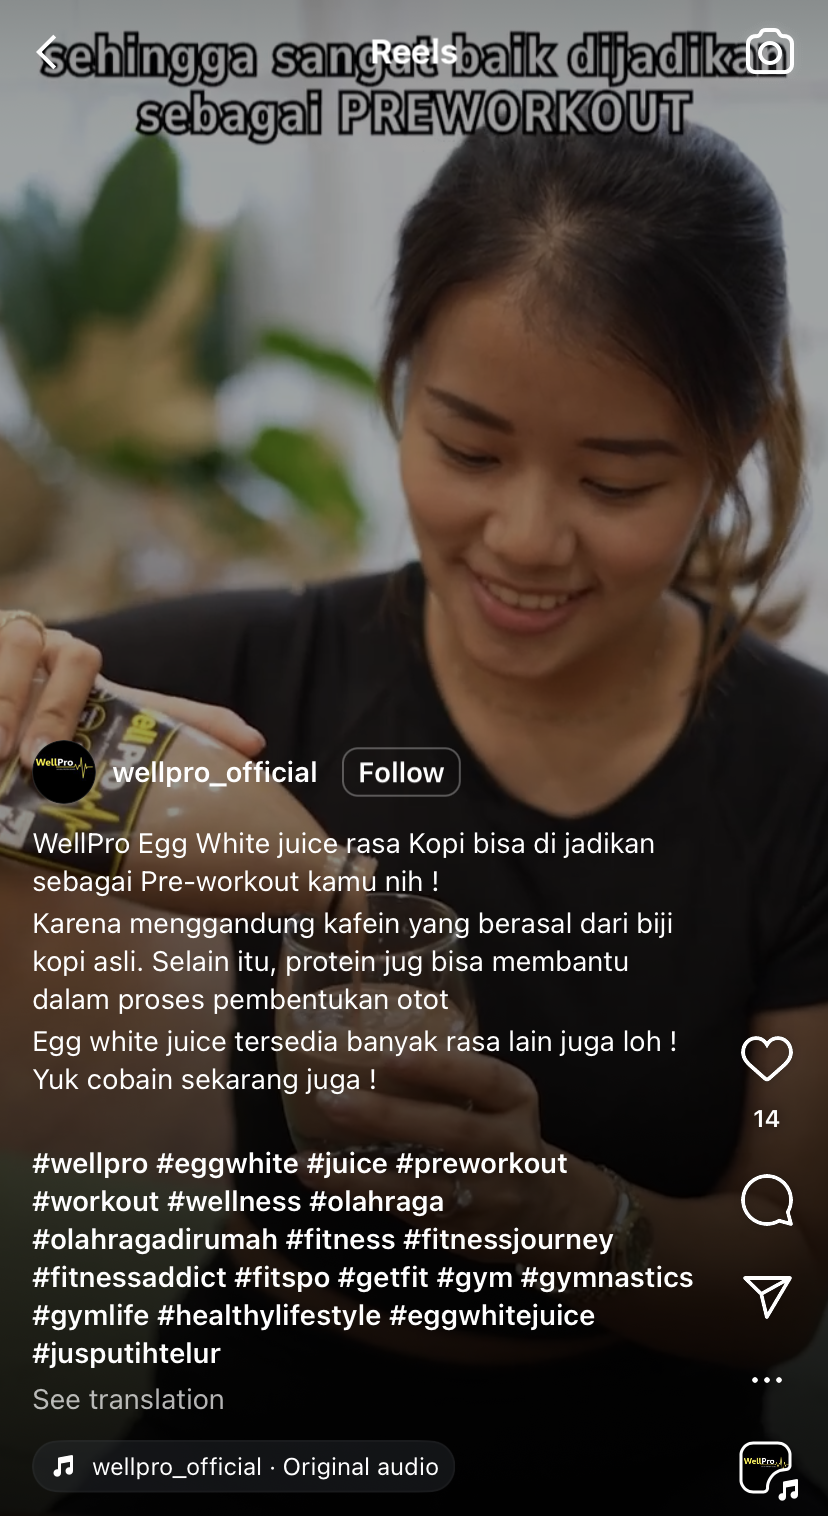 Reels
sehingga sangat baik dijadikan
sebagai PREWORKOUT
WellPro
WellPro
wellpro_official
Follow
WellPro Egg White juice rasa Kopi bisa di jadikan
sebagai Pre-workout kamu nih !
Karena menggandung kafein yang berasal dari biji
kopi asli. Selain itu, protein jug bisa membantu
dalam proses pembentukan otot
Egg white juice tersedia banyak rasa lain juga loh !
Yuk cobain sekarang juga !
14
#wellpro #eggwhite #juice #preworkout
#workout #wellness #olahraga
#olahragadirumah #fitness #fitnessjourney
#fitnessaddict #fitspo #getfit #gym #gymnastics
#gymlife #healthylifestyle #eggwhitejuice
#jusputihtelur
See translation
wellpro_official · Original audio
WellPro